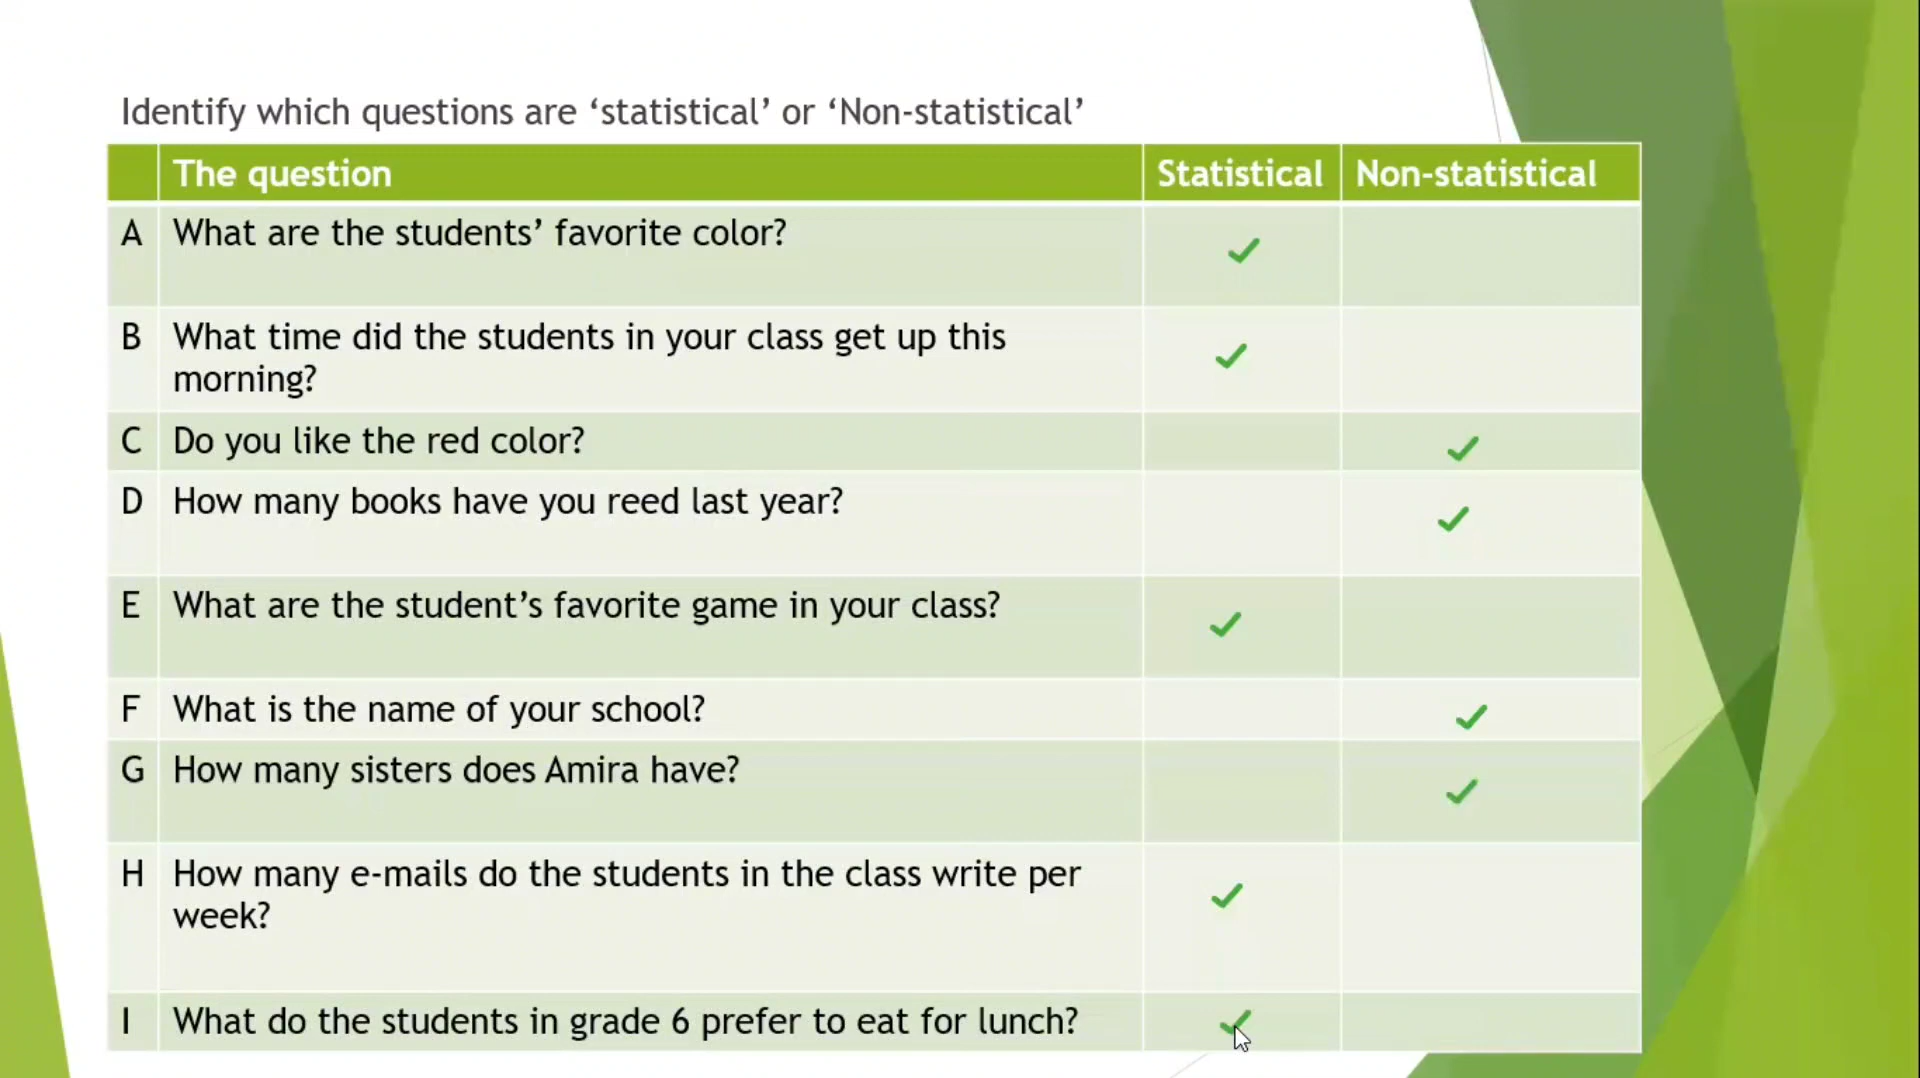 Identify which questions are ‘statistical’ or ‘Non-statistical’
The question Statistical Non-statistical
A What are the students’ favorite color? ✓
B What time did the students in your class get up this
morning? ✓
C Do you like the red color? ✓
D How many books have you reed last year? ✓
E What are the student’s favorite game in your class? ✓
F What is the name of your school? ✓
G How many sisters does Amira have? ✓
H How many e-mails do the students in the class write per
week? ✓
I What do the students in grade 6 prefer to eat for lunch? ✓